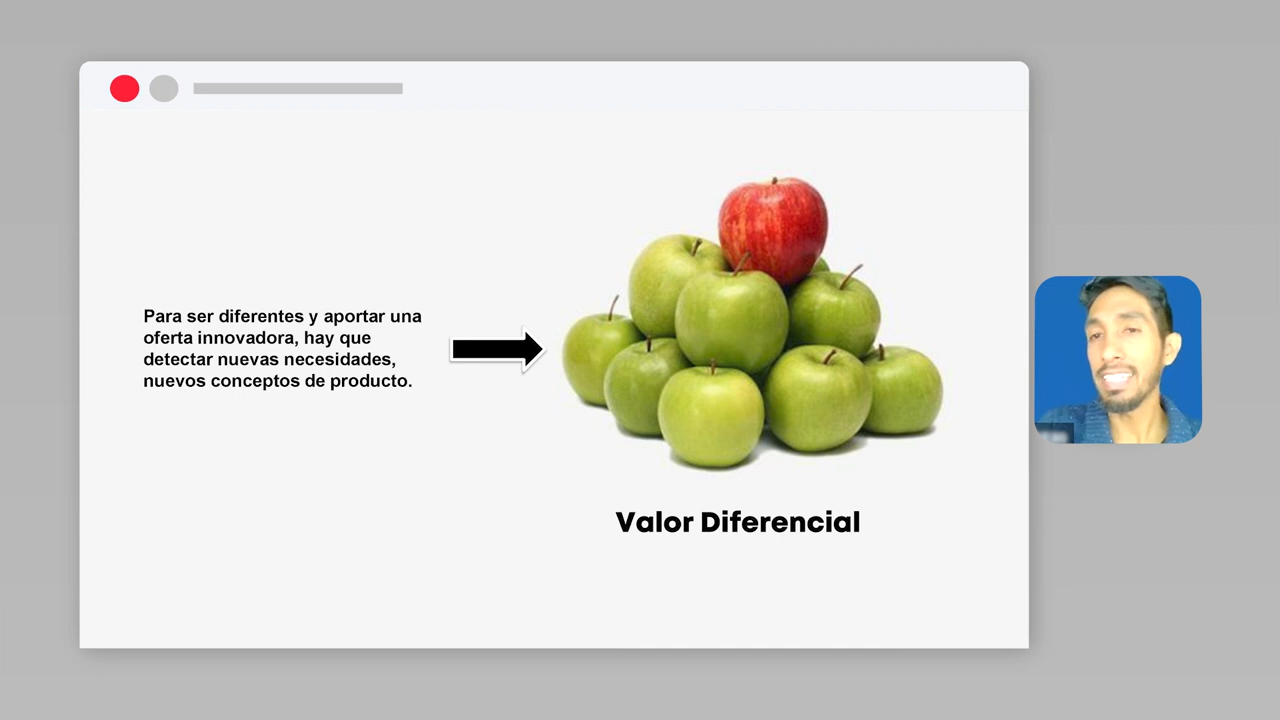 Para ser diferentes y aportar una
oferta innovadora, hay que
detectar nuevas necesidades,
nuevos conceptos de producto.
Valor Diferencial